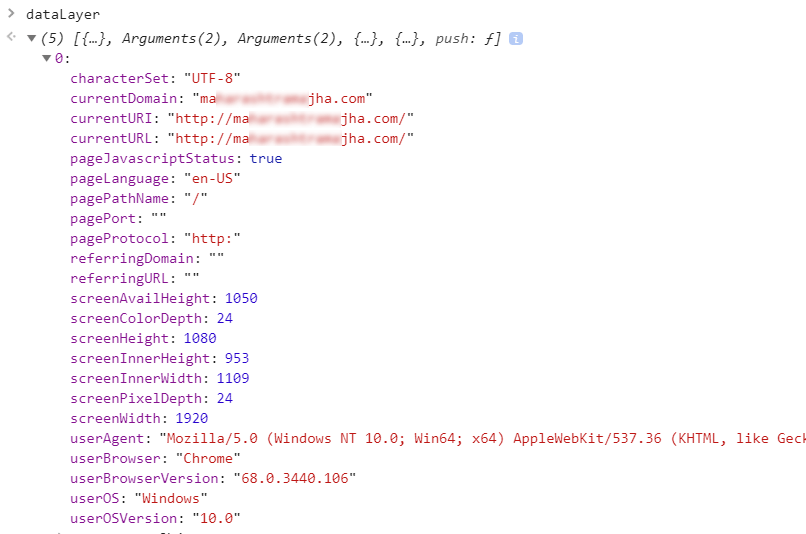 > dataLayer
(5) [{…}, Arguments(2), Arguments(2), {…}, {…}, push: ƒ] i
0:
characterSet: "UTF-8"
currentDomain: "ma jha.com"
currentURI: "http://ma jha.com/"
currentURL: "http://ma jha.com/"
pageJavascriptStatus: true
pageLanguage: "en-US"
pagePathName: "/"
pagePort: ""
pageProtocol: "http:"
referringDomain: ""
referringURL: ""
screenAvailHeight: 1050
screenColorDepth: 24
screenHeight: 1080
screenInnerHeight: 953
screenInnerWidth: 1109
screenPixelDepth: 24
screenWidth: 1920
userAgent: "Mozilla/5.0 (Windows NT 10.0; Win64; x64) AppleWebKit/537.36 (KHTML, like Geck
userBrowser: "Chrome"
userBrowserVersion: "68.0.3440.106"
userOS: "Windows"
userOSVersion: "10.0"